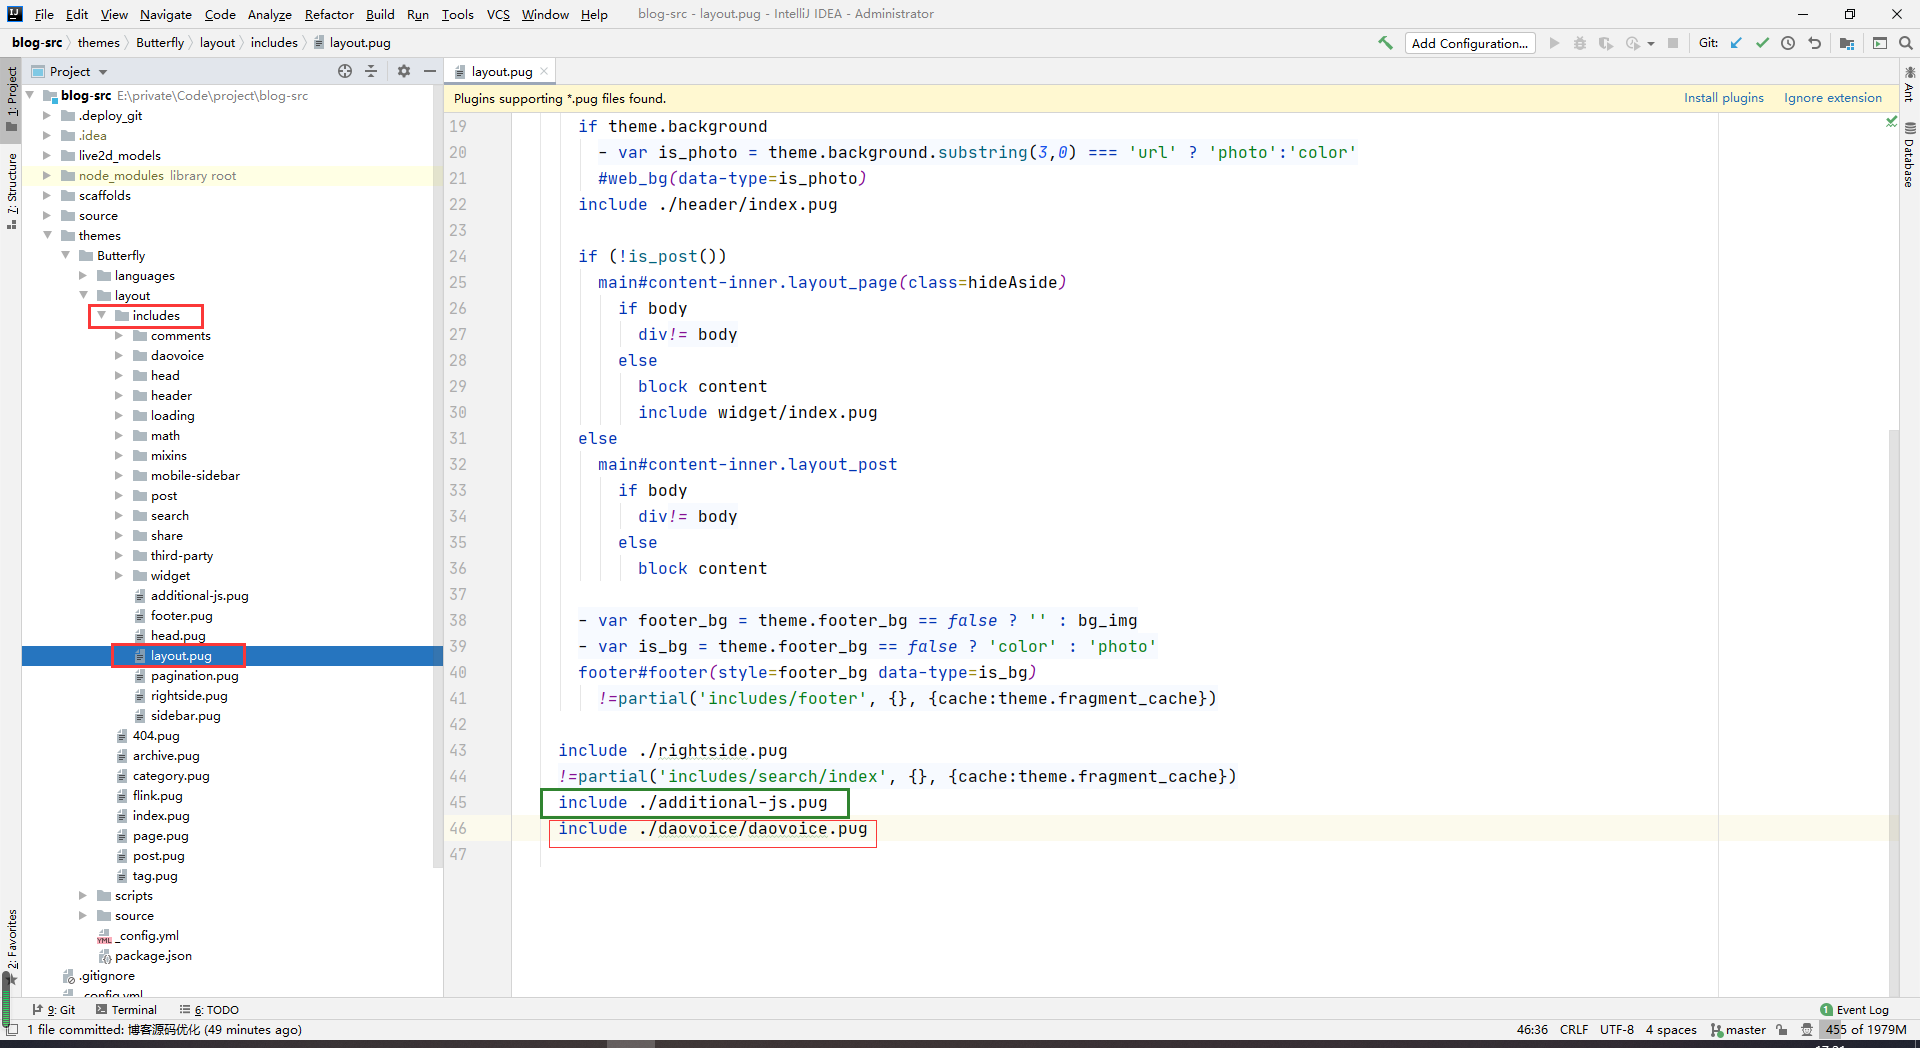 File Edit View Navigate Code Analyze Refactor Build Run Tools VCS Window Help blog-src - layout.pug - IntelliJ IDEA - Administrator
blog-src themes Butterfly layout includes layout.pug Add Configuration... Git:
Project
layout.pug
1: Project
7: Structure
2: Favorites
Ant
Database
blog-src E:\private\Code\project\blog-src
.deploy_git
.idea
live2d_models
node_modules library root
scaffolds
source
themes
Butterfly
languages
layout
includes
comments
daovoice
head
header
loading
math
mixins
mobile-sidebar
post
search
share
third-party
widget
additional-js.pug
footer.pug
head.pug
layout.pug
pagination.pug
rightside.pug
sidebar.pug
404.pug
archive.pug
category.pug
flink.pug
index.pug
page.pug
post.pug
tag.pug
scripts
source
_config.yml
package.json
.gitignore
_config.yml
Plugins supporting *.pug files found. Install plugins Ignore extension
19 if theme.background
20 - var is_photo = theme.background.substring(3,0) === 'url' ? 'photo':'color'
21 #web_bg(data-type=is_photo)
22 include ./header/index.pug
23
24 if (!is_post())
25 main#content-inner.layout_page(class=hideAside)
26 if body
27 div!= body
28 else
29 block content
30 include widget/index.pug
31 else
32 main#content-inner.layout_post
33 if body
34 div!= body
35 else
36 block content
37
38 - var footer_bg = theme.footer_bg == false ? '' : bg_img
39 - var is_bg = theme.footer_bg == false ? 'color' : 'photo'
40 footer#footer(style=footer_bg data-type=is_bg)
41 !=partial('includes/footer', {}, {cache:theme.fragment_cache})
42
43 include ./rightside.pug
44 !=partial('includes/search/index', {}, {cache:theme.fragment_cache})
45 include ./additional-js.pug
46 include ./daovoice/daovoice.pug
47
9: Git Terminal 6: TODO 1 Event Log
1 file committed: 博客源码优化 (49 minutes ago) 46:36 CRLF UTF-8 4 spaces master 455 of 1979M